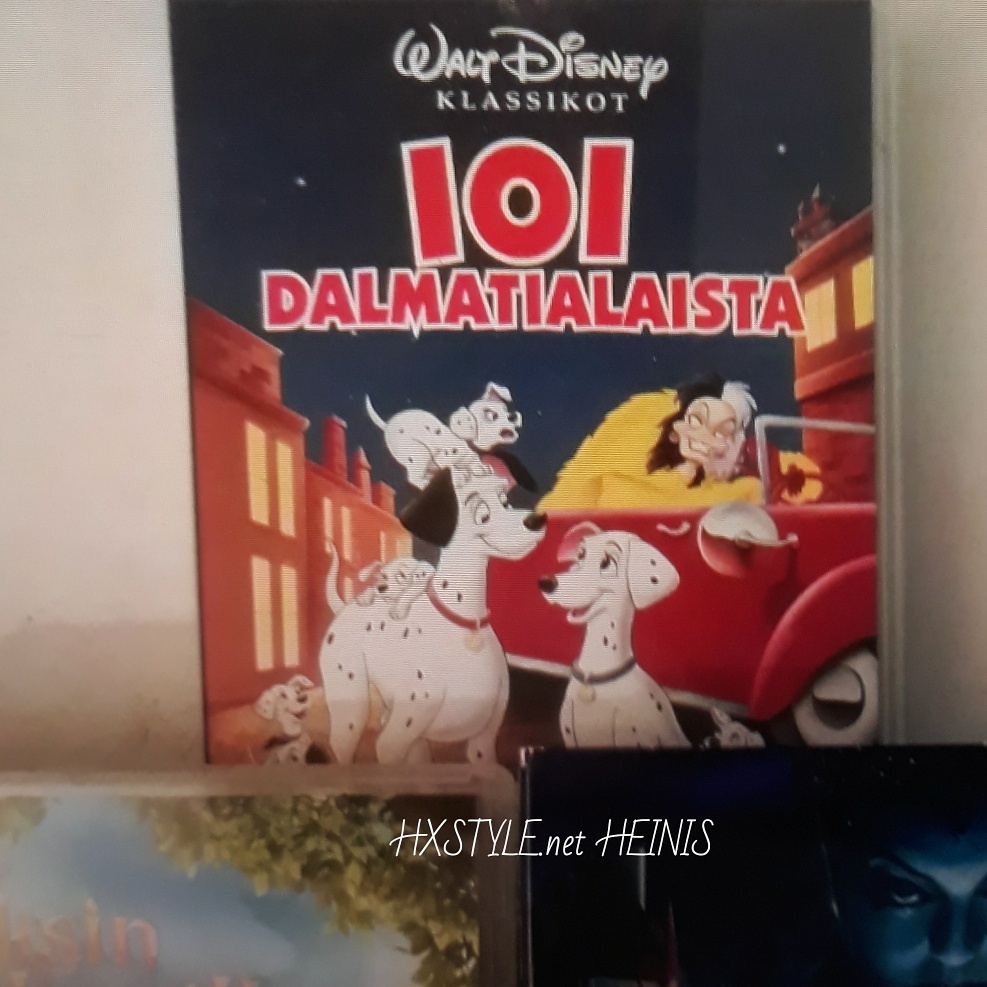 WALT DISNEY
KLASSIKOT
101
DALMATIALAISTA
HXSTYLE.net HEINIS